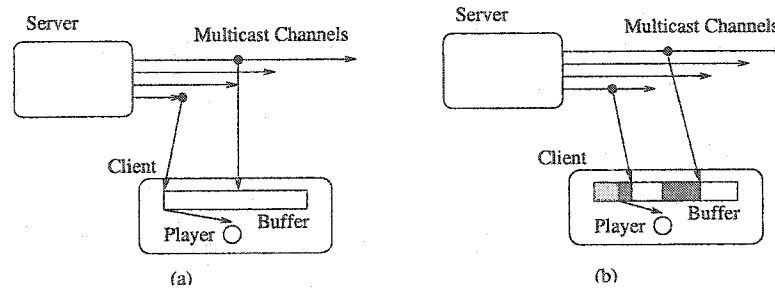 Server
Multicast Channels
Client
Buffer
Player
(a)
Server
Multicast Channels
Client
Buffer
Player
(b)